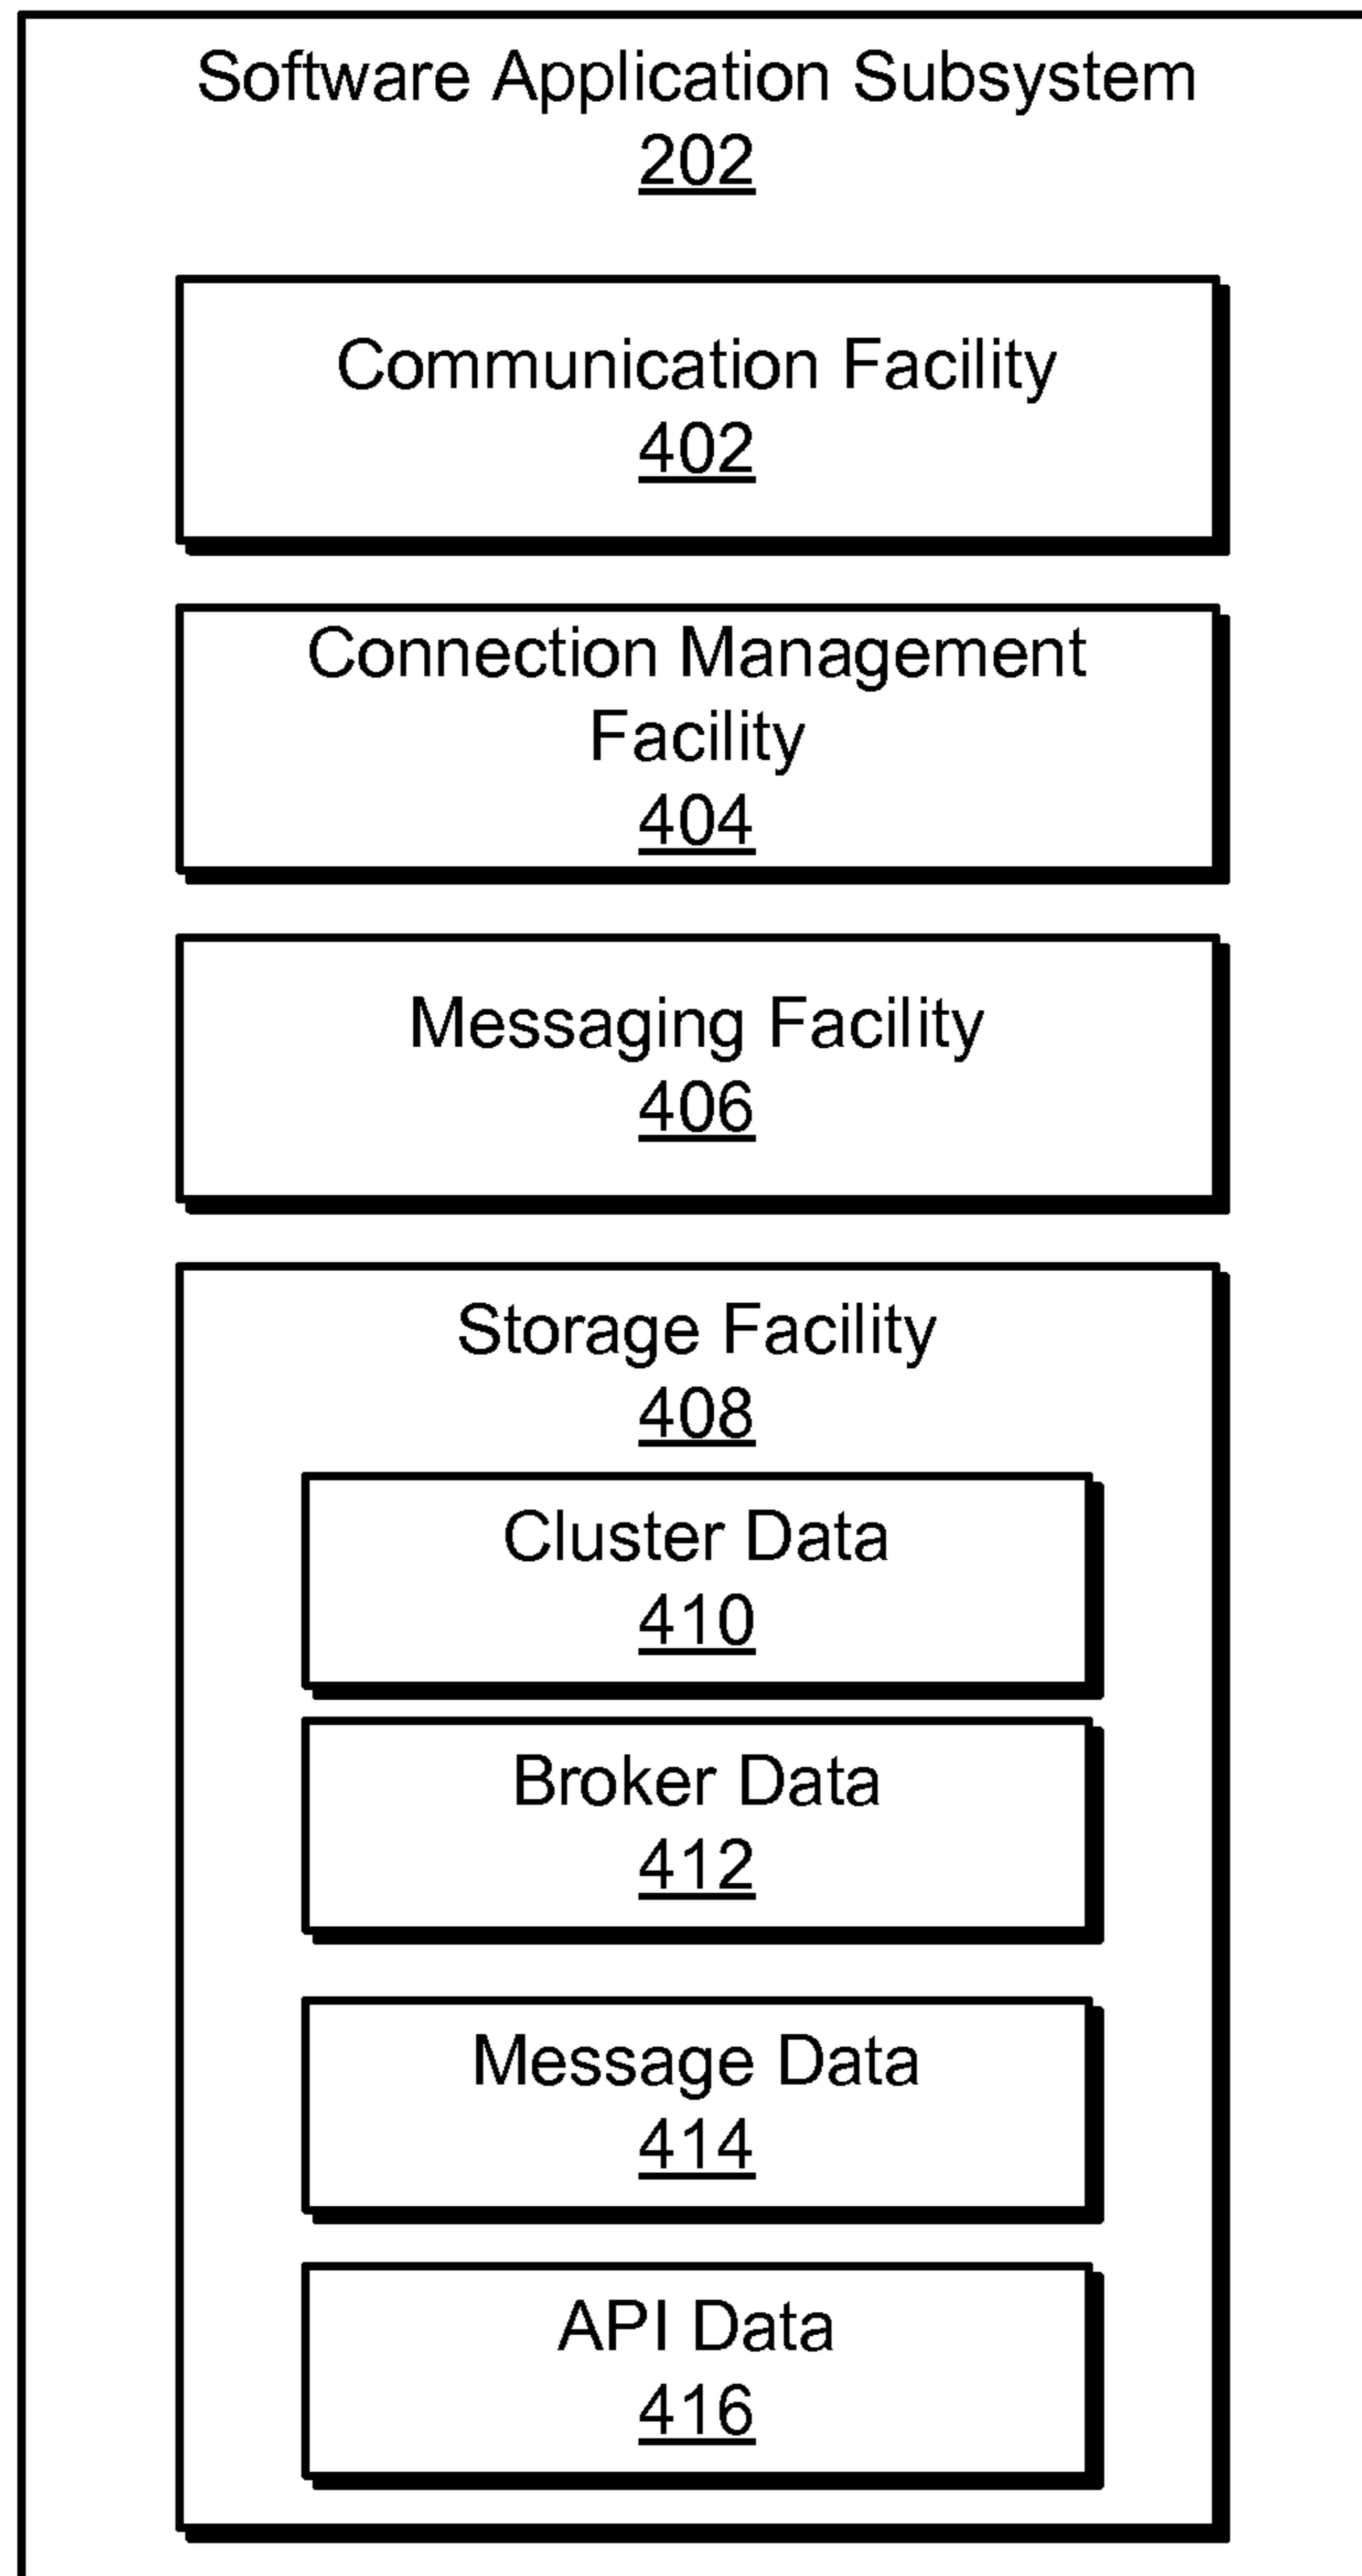 Software Application Subsystem
202
Communication Facility
402
Connection Management
Facility
404
Messaging Facility
406
Storage Facility
408
Cluster Data
410
Broker Data
412
Message Data
414
API Data
416